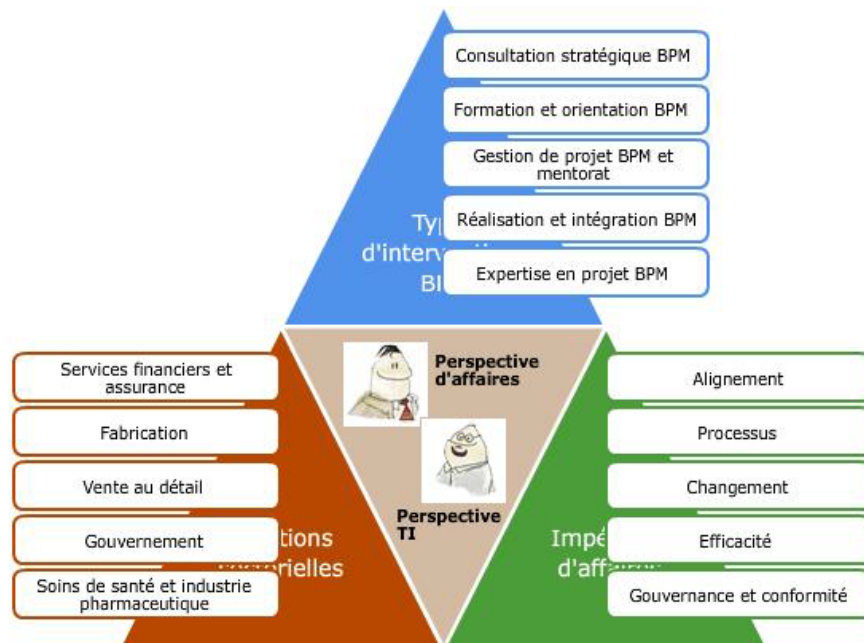 Consultation stratégique BPM
Formation et orientation BPM
Gestion de projet BPM et
mentorat
Réalisation et intégration BPM
Expertise en projet BPM
Perspective
d'affaires
Perspective
TI
Services financiers et
assurance
Fabrication
Vente au détail
Gouvernement
Soins de santé et industrie
pharmaceutique
Alignement
Processus
Changement
Efficacité
d'affaires
Gouvernance et conformité